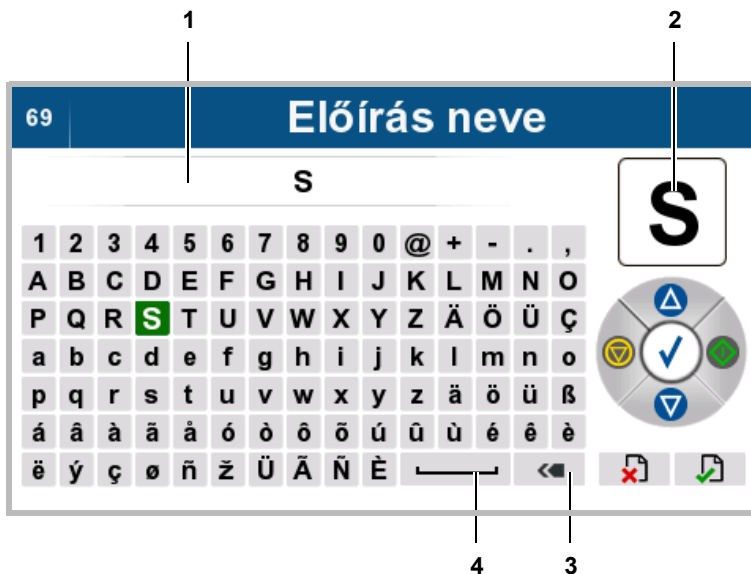 1 2
69 Előírás neve
S
S
1 2 3 4 5 6 7 8 9 0 @ + - . ,
A B C D E F G H I J K L M N O
P Q R S T U V W X Y Z Ä Ö Ü Ç
a b c d e f g h i j k l m n o
p q r s t u v w x y z ä ö ü ß
á â à ã å ó ò ô õ ú û ù é ê è
ë ý ç ø ñ ž Ü Ã Ñ È
4 3